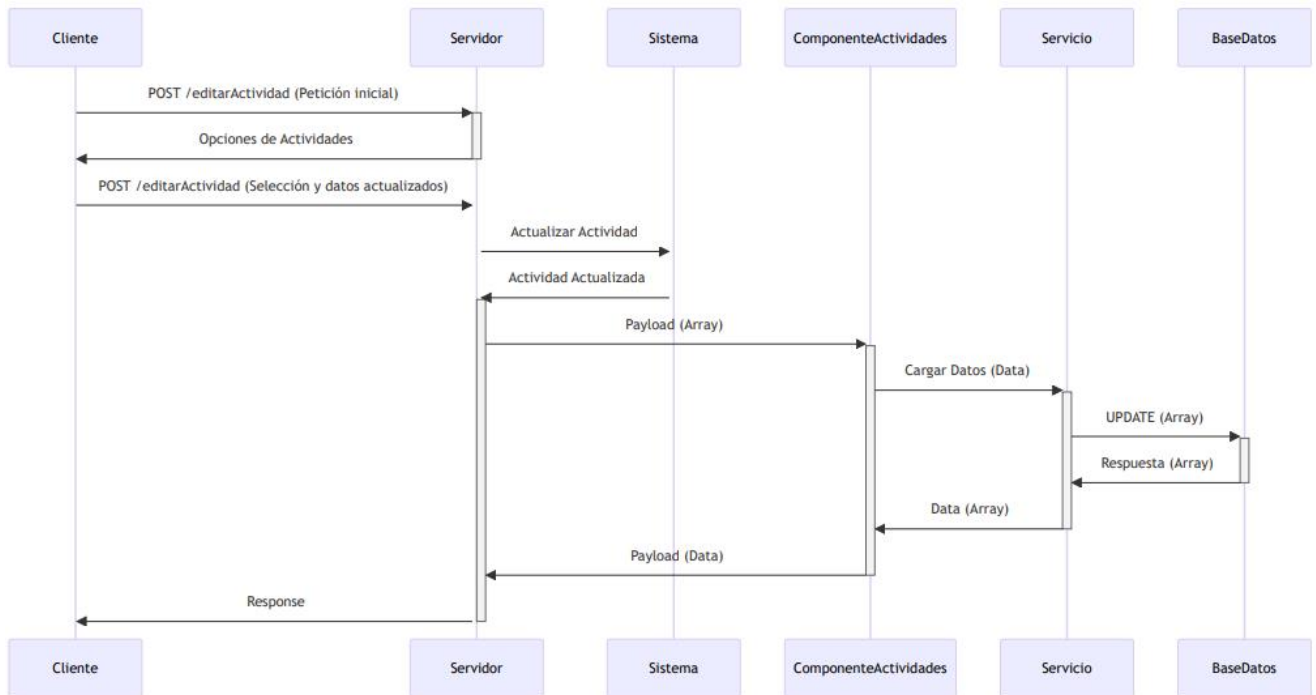 Cliente
Servidor
Sistema
ComponenteActividades
Servicio
BaseDatos
POST /editarActividad (Petición inicial)
Opciones de Actividades
POST /editarActividad (Selección y datos actualizados)
Actualizar Actividad
Actividad Actualizada
Payload (Array)
Cargar Datos (Data)
UPDATE (Array)
Respuesta (Array)
Data (Array)
Payload (Data)
Response
Cliente
Servidor
Sistema
ComponenteActividades
Servicio
BaseDatos